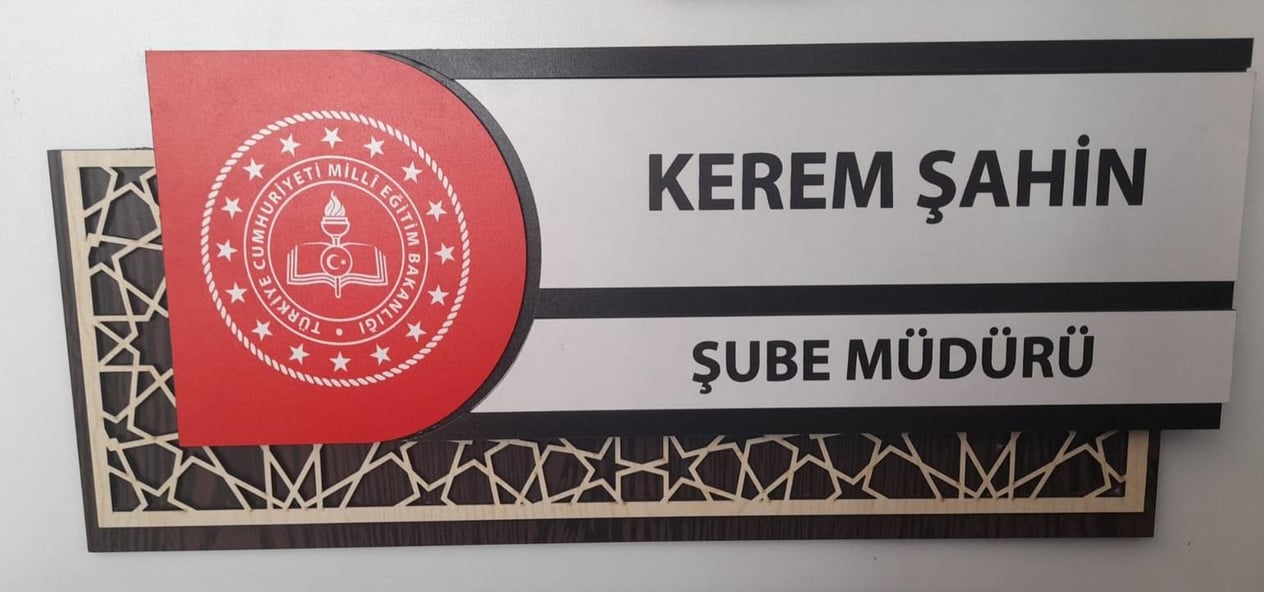 TÜRKİYE CUMHURİYETİ MİLLİ EĞİTİM BAKANLIĞI
KEREM ŞAHİN
ŞUBE MÜDÜRÜ